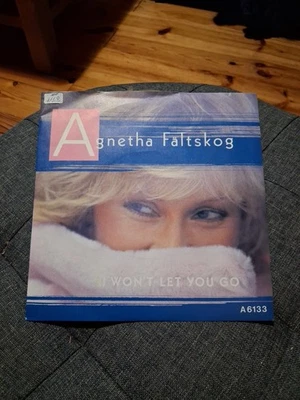 Agnetha Fältskog
I WON'T LET YOU GO
A6133